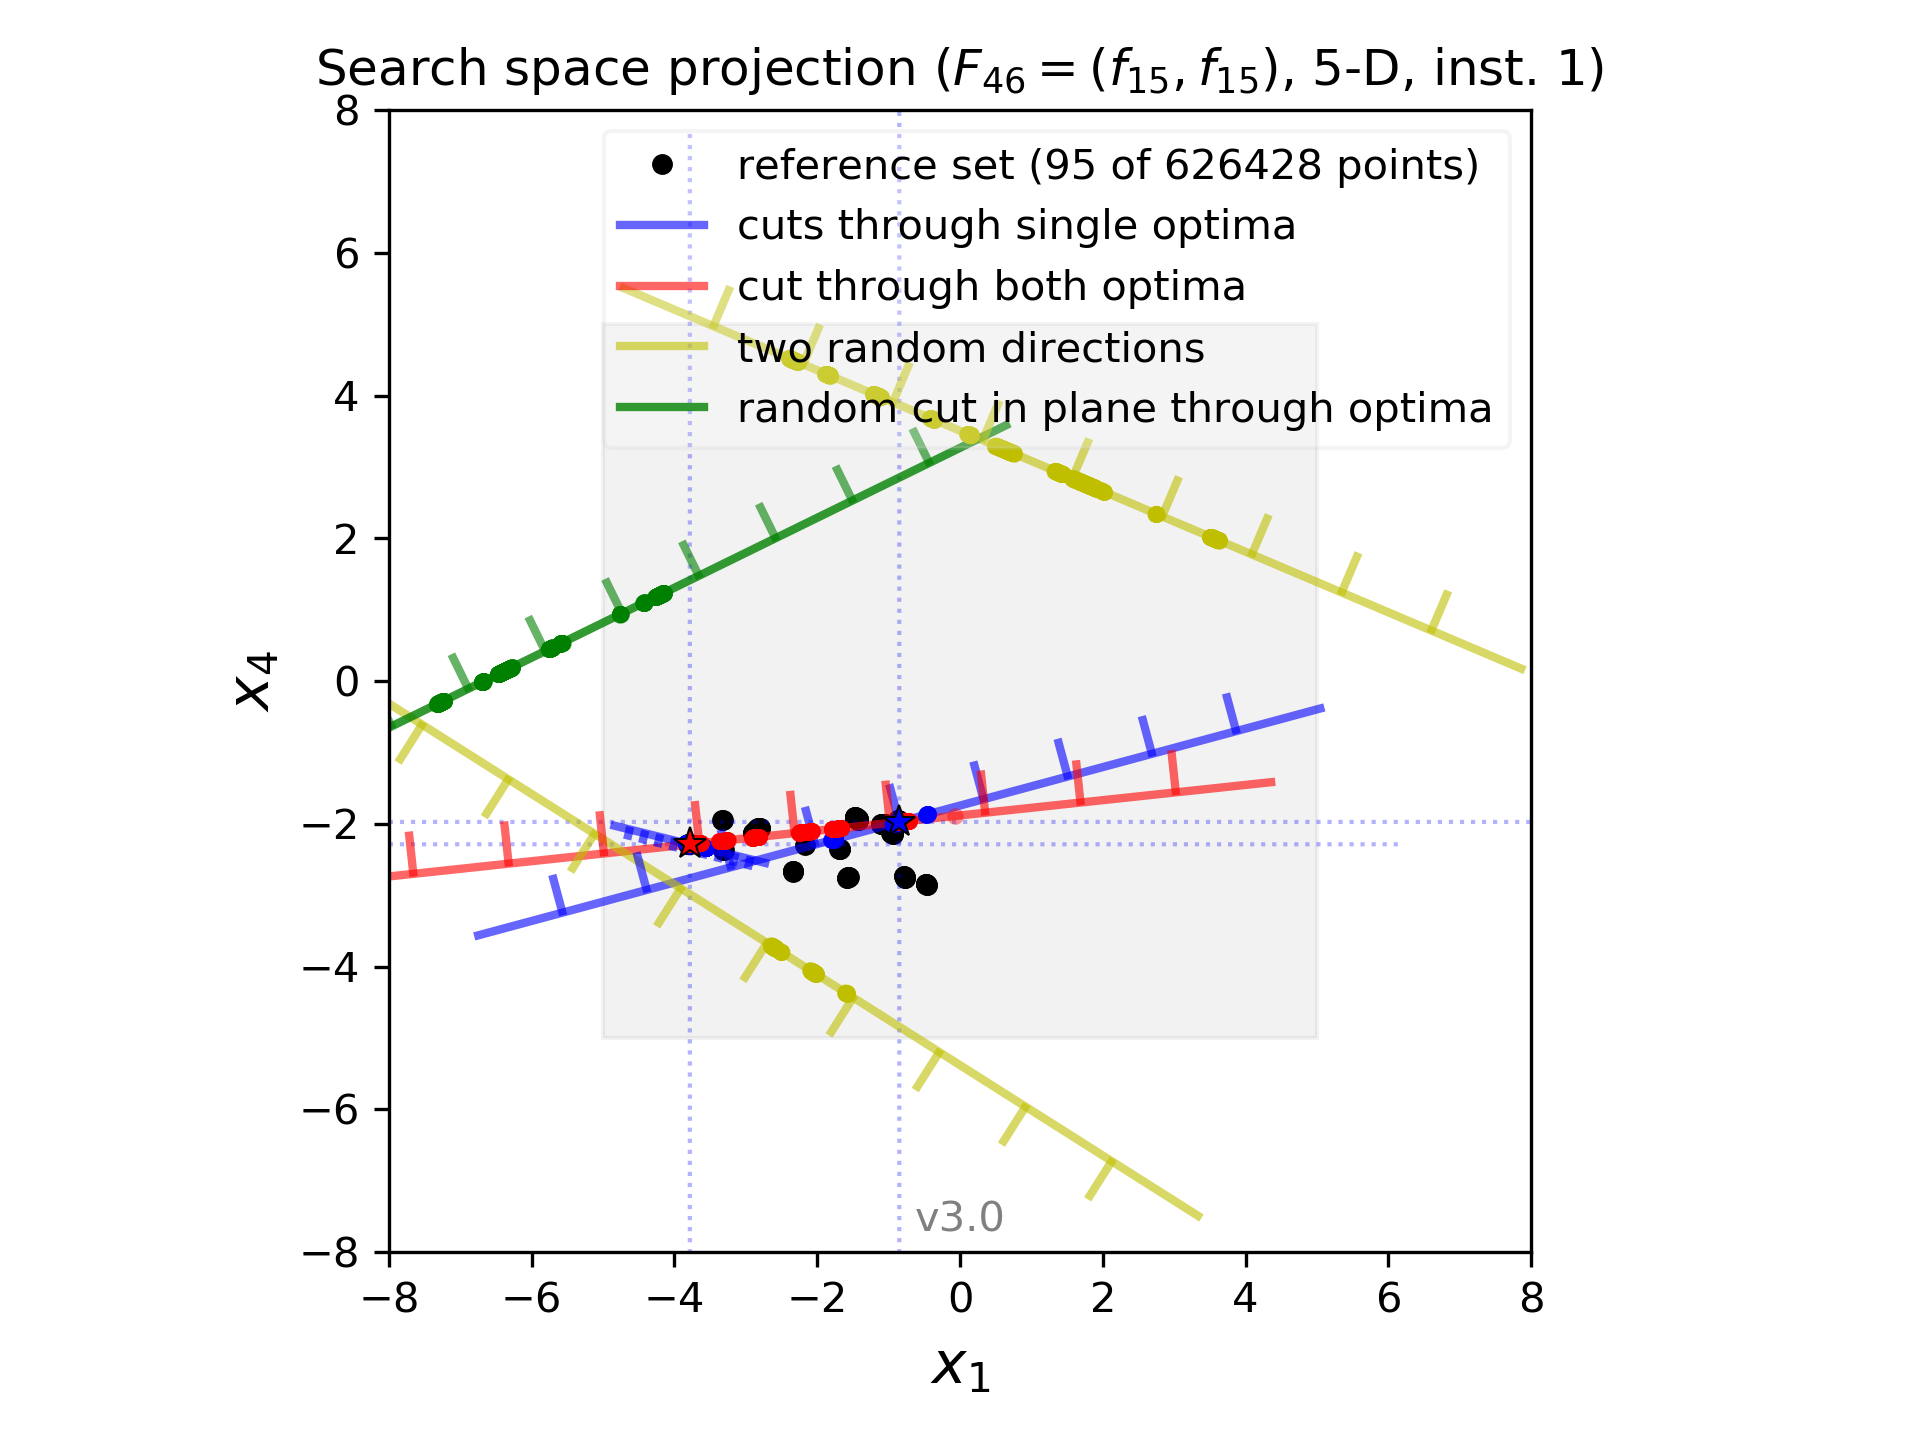 Search space projection (F₄₆ = (f₁₅, f₁₅), 5-D, inst. 1)
8
6
4
2
0
−2
−4
−6
−8
x₄
reference set (95 of 626428 points)
cuts through single optima
cut through both optima
two random directions
random cut in plane through optima
v3.0
−8 −6 −4 −2 0 2 4 6 8
x₁